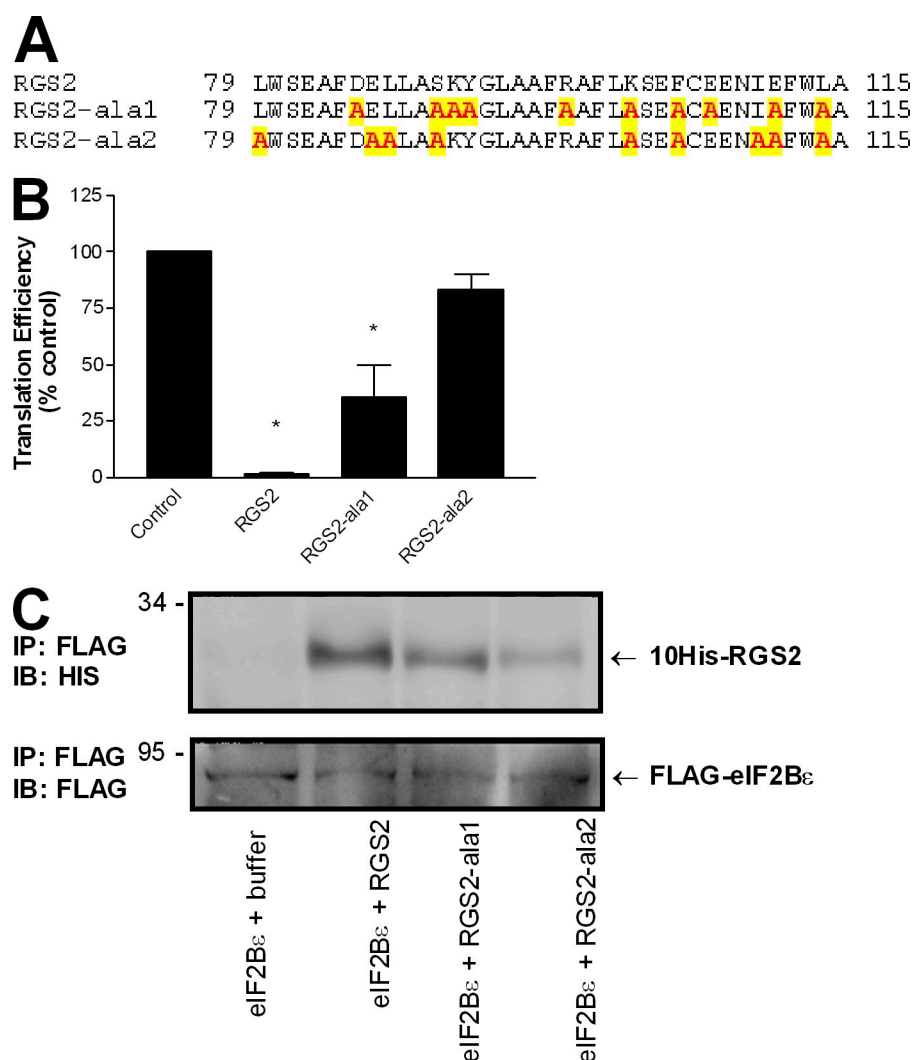 A
RGS2 79 LWSEAFDELLASKYGLAAFRAFLKSEFCEENIEFWLA 115
RGS2-ala1 79 LWSEAFAELLAAAAGLAAFAAFLASEACAENIAFWAA 115
RGS2-ala2 79 AWSEAFDAALAAKYGLAAFRAFLASEACEENAAFWAA 115
B
Translation Efficiency
(% control)
125
100
75
50
25
0
*
*
Control
RGS2
RGS2-ala1
RGS2-ala2
C
34 -
IP: FLAG
IB: HIS
← 10His-RGS2
95 -
IP: FLAG
IB: FLAG
← FLAG-eIF2Bε
eIF2Bε + buffer
eIF2Bε + RGS2
eIF2Bε + RGS2-ala1
eIF2Bε + RGS2-ala2